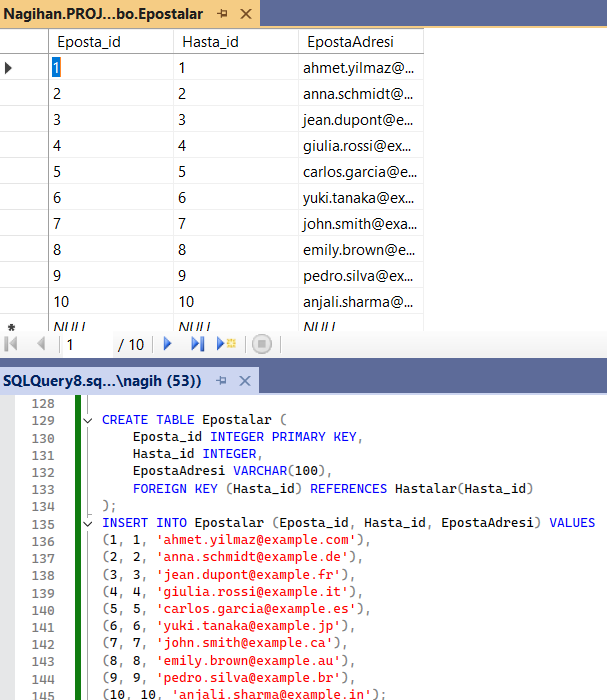 Nagihan.PROJ...bo.Epostalar
Eposta_id Hasta_id EpostaAdresi
1 1 ahmet.yilmaz@...
2 2 anna.schmidt@...
3 3 jean.dupont@e...
4 4 giulia.rossi@ex...
5 5 carlos.garcia@e...
6 6 yuki.tanaka@ex...
7 7 john.smith@exa...
8 8 emily.brown@e...
9 9 pedro.silva@ex...
10 10 anjali.sharma@...
NULL NULL NULL
1 / 10
SQLQuery8.sq...\nagih (53))
128
129 CREATE TABLE Epostalar (
130 Eposta_id INTEGER PRIMARY KEY,
131 Hasta_id INTEGER,
132 EpostaAdresi VARCHAR(100),
133 FOREIGN KEY (Hasta_id) REFERENCES Hastalar(Hasta_id)
134 );
135 INSERT INTO Epostalar (Eposta_id, Hasta_id, EpostaAdresi) VALUES
136 (1, 1, 'ahmet.yilmaz@example.com'),
137 (2, 2, 'anna.schmidt@example.de'),
138 (3, 3, 'jean.dupont@example.fr'),
139 (4, 4, 'giulia.rossi@example.it'),
140 (5, 5, 'carlos.garcia@example.es'),
141 (6, 6, 'yuki.tanaka@example.jp'),
142 (7, 7, 'john.smith@example.ca'),
143 (8, 8, 'emily.brown@example.au'),
144 (9, 9, 'pedro.silva@example.br'),
145 (10, 10, 'anjali.sharma@example.in');